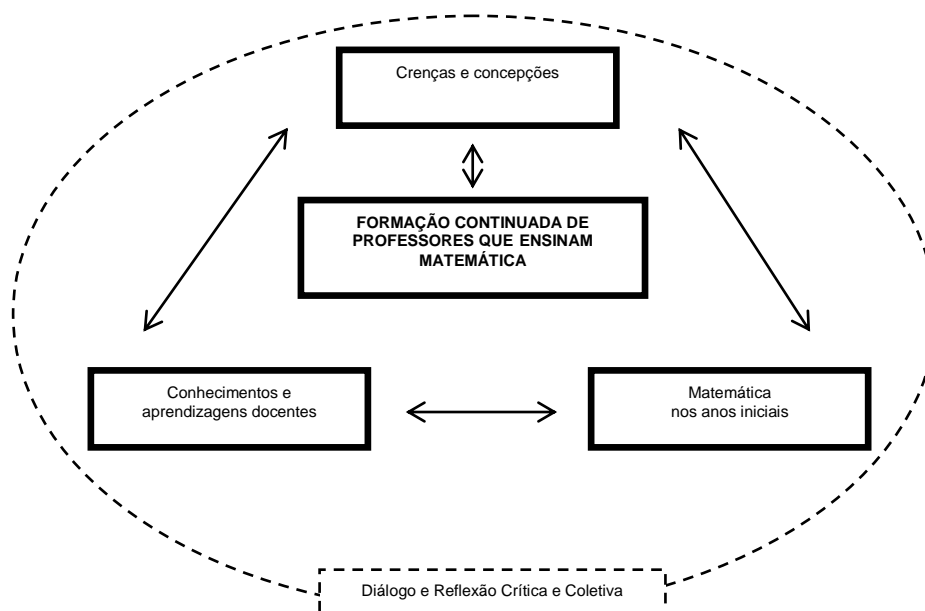 Crenças e concepções
FORMAÇÃO CONTINUADA DE
PROFESSORES QUE ENSINAM
MATEMÁTICA
Conhecimentos e
aprendizagens docentes
Matemática
nos anos iniciais
Diálogo e Reflexão Crítica e Coletiva